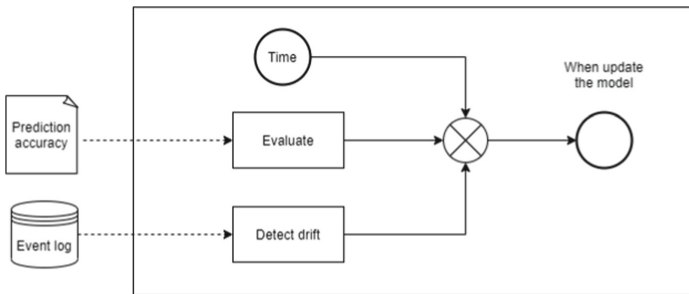 Time
When update
the model
Prediction
accuracy
Evaluate
Event log
Detect drift